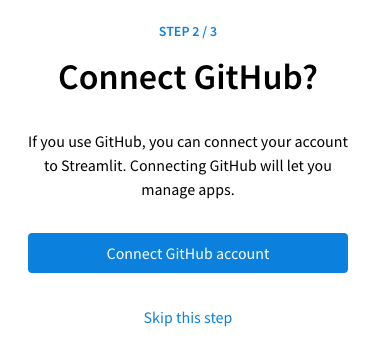 STEP 2 / 3
Connect GitHub?
If you use GitHub, you can connect your account
to Streamlit. Connecting GitHub will let you
manage apps.
Connect GitHub account
Skip this step